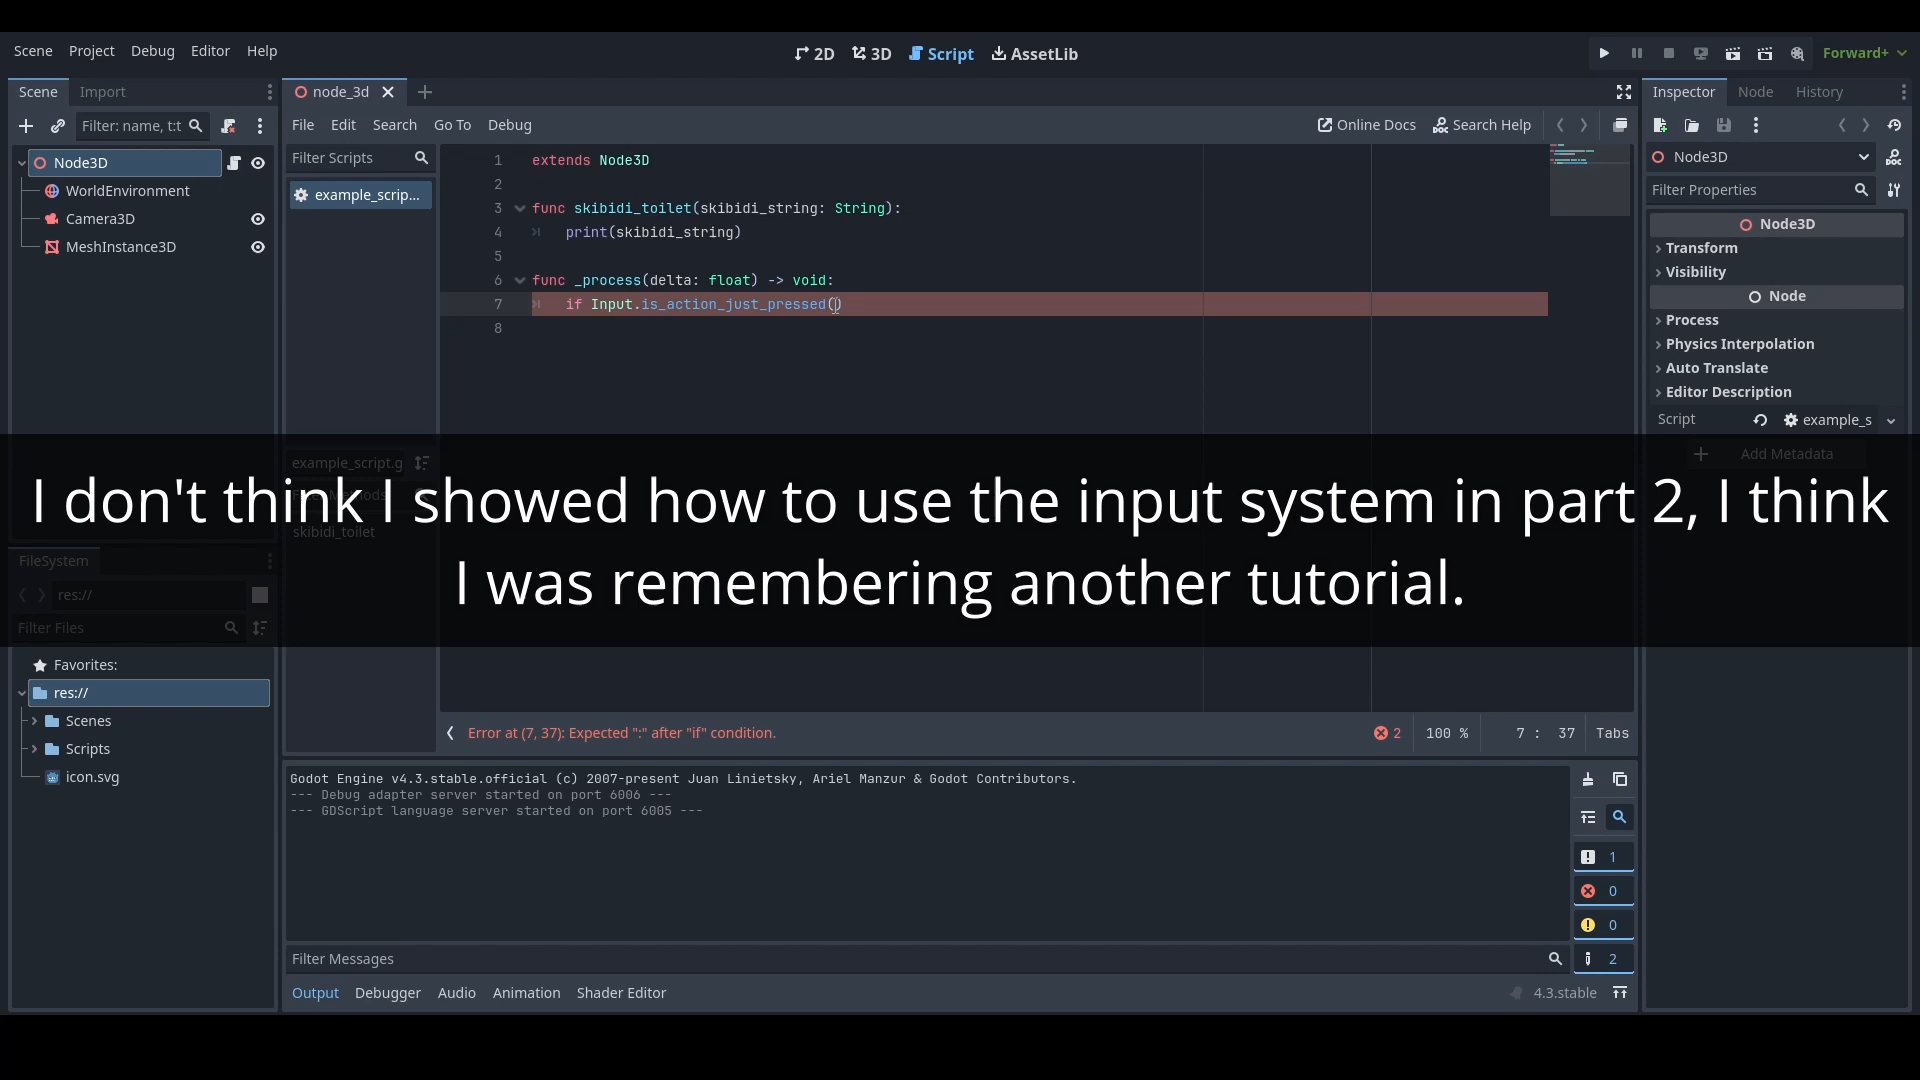 Scene Project Debug Editor Help
2D 3D Script AssetLib
Forward+
Scene Import
Filter: name, t:t
Node3D
WorldEnvironment
Camera3D
MeshInstance3D
node_3d
File Edit Search Go To Debug
Online Docs Search Help
Filter Scripts
example_scrip...
1 extends Node3D
2
3 func skibidi_toilet(skibidi_string: String):
4 print(skibidi_string)
5
6 func _process(delta: float) -> void:
7 if Input.is_action_just_pressed()
8
Inspector Node History
Node3D
Filter Properties
Node3D
Transform
Visibility
Node
Process
Physics Interpolation
Auto Translate
Editor Description
Script example_s
Add Metadata
example_script.g
skibidi_toilet
I don't think I showed how to use the input system in part 2, I think
I was remembering another tutorial.
FileSystem
res://
Filter Files
Favorites:
res://
Scenes
Scripts
icon.svg
Error at (7, 37): Expected ":" after "if" condition.
2 100 % 7 : 37 Tabs
Godot Engine v4.3.stable.official (c) 2007-present Juan Linietsky, Ariel Manzur & Godot Contributors.
--- Debug adapter server started on port 6006 ---
--- GDScript language server started on port 6005 ---
1
0
0
2
Filter Messages
Output Debugger Audio Animation Shader Editor
4.3.stable